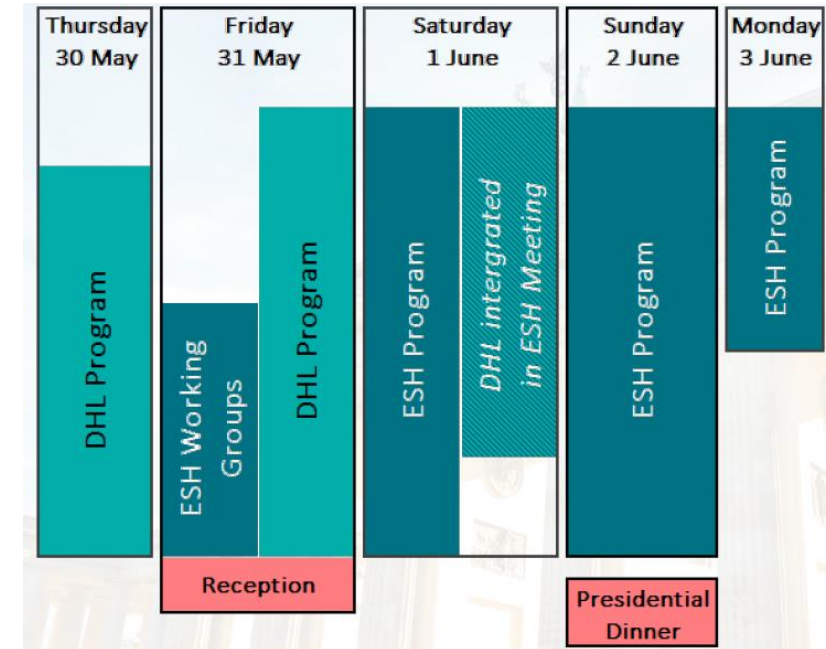 Thursday
30 May
Friday
31 May
Saturday
1 June
Sunday
2 June
Monday
3 June
DHL Program
ESH Working
Groups
DHL Program
ESH Program
DHL intergrated
in ESH Meeting
ESH Program
ESH Program
Reception
Presidential
Dinner